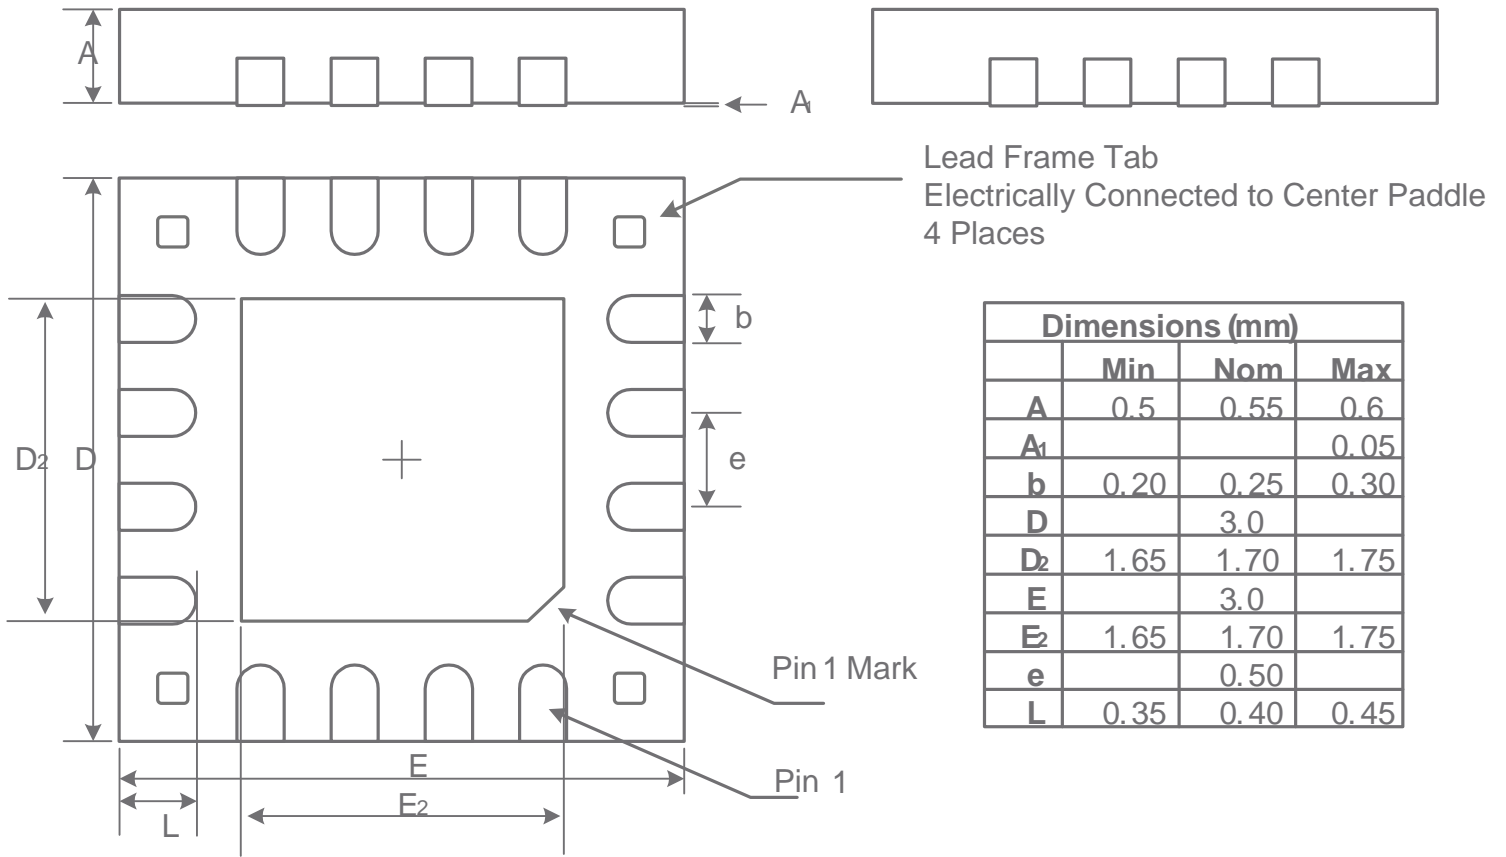 A
A1
Lead Frame Tab
Electrically Connected to Center Paddle
4 Places
b
D2 D
e
Pin 1 Mark
E
Pin 1
E2
L
Dimensions (mm)
Min Nom Max
A 0.5 0.55 0.6
A1 0.05
b 0.20 0.25 0.30
D 3.0
D2 1.65 1.70 1.75
E 3.0
E2 1.65 1.70 1.75
e 0.50
L 0.35 0.40 0.45